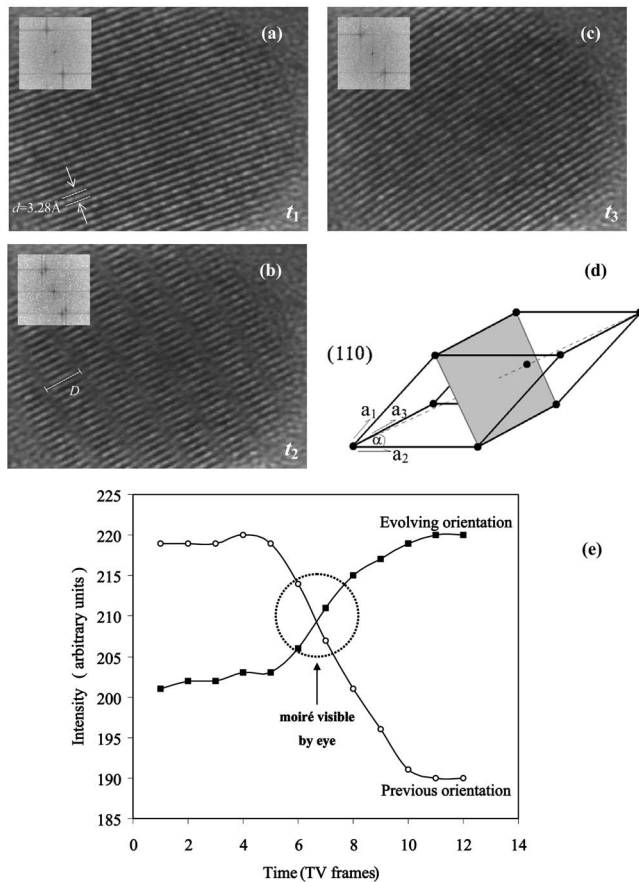 (a)
d=3.28Å
t1
(b)
D
t2
(c)
t3
(d)
(110)
a1
a3
α
a2
(e)
225
220
215
210
205
200
195
190
185
0 2 4 6 8 10 12 14
Intensity ( arbitrary units )
Time (TV frames)
Evolving orientation
moiré visible
by eye
Previous orientation